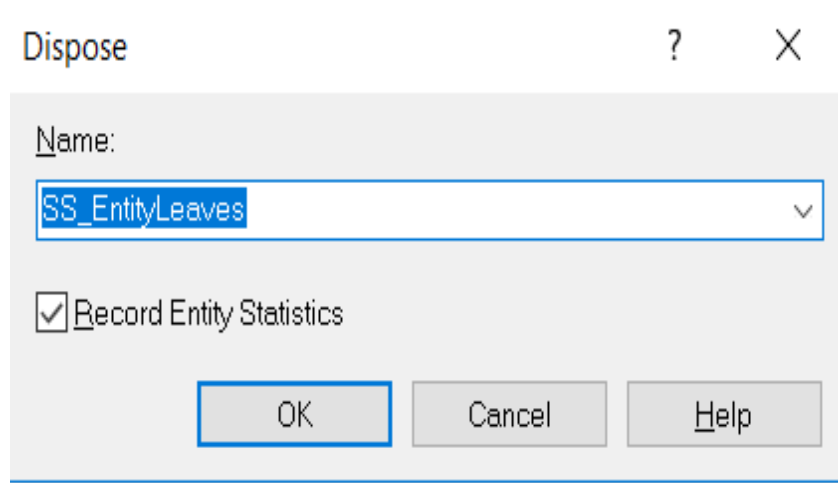 Dispose ?
Name:
SS_EntityLeaves
Record Entity Statistics
OK Cancel Help